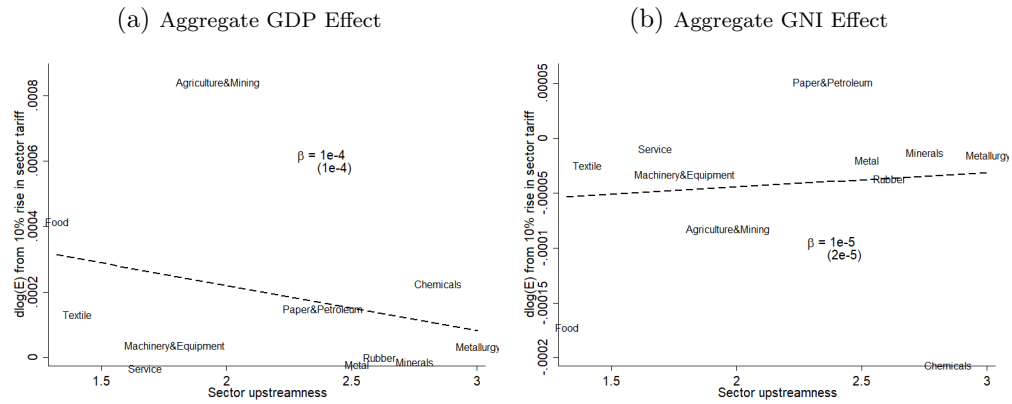 (a) Aggregate GDP Effect
dlog(E) from 10% rise in sector tariff
.0008
.0006
.0004
.0002
0
Agriculture&Mining
β = 1e-4
(1e-4)
Food
Chemicals
Textile
Paper&Petroleum
Machinery&Equipment
Metallurgy
Service
Rubber
Metal
Minerals
1.5
2
2.5
3
Sector upstreamness
(b) Aggregate GNI Effect
dlog(E) from 10% rise in sector tariff
.00005
0
-.00005
-.0001
-.00015
-.0002
Paper&Petroleum
Service
Textile
Metal
Minerals
Metallurgy
Machinery&Equipment
Rubber
Agriculture&Mining
β = 1e-5
(2e-5)
Food
Chemicals
1.5
2
2.5
3
Sector upstreamness